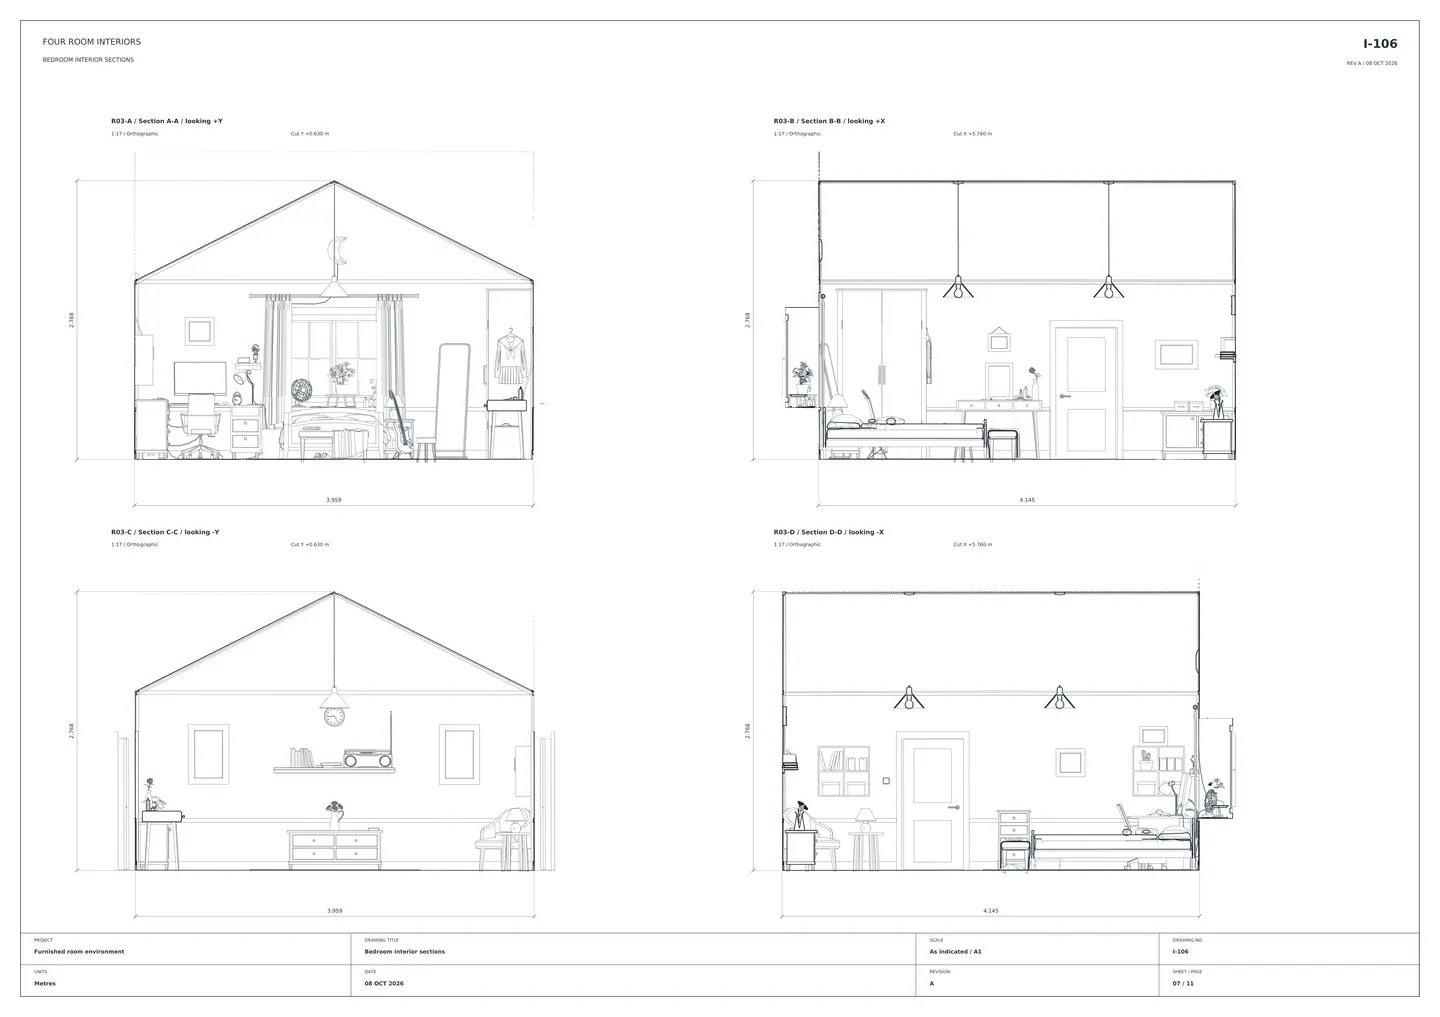 FOUR ROOM INTERIORS
BEDROOM INTERIOR SECTIONS
I-106
REV A / 08 OCT 2026
R03-A / Section A-A / looking +Y
1:17 / Orthographic
Cut Y +0.630 m
2.768
3.959
R03-B / Section B-B / looking +X
1:17 / Orthographic
Cut X +5.760 m
2.768
4.145
R03-C / Section C-C / looking -Y
1:17 / Orthographic
Cut Y +0.630 m
2.768
3.959
R03-D / Section D-D / looking -X
1:17 / Orthographic
Cut X +5.760 m
2.768
4.145
PROJECT
Furnished room environment
DRAWING TITLE
Bedroom interior sections
SCALE
As indicated / A1
DRAWING NO.
I-106
UNITS
Metres
DATE
08 OCT 2026
REVISION
A
SHEET / PAGE
07 / 11